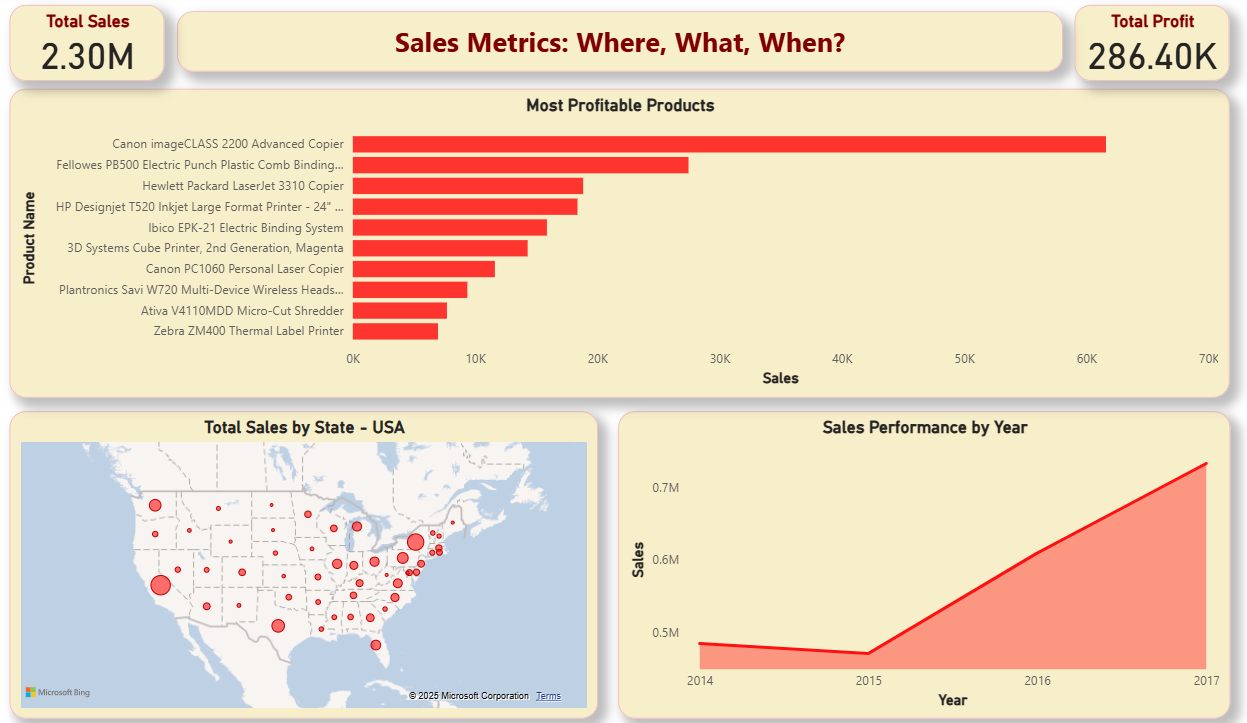 Total Sales
2.30M
Sales Metrics: Where, What, When?
Total Profit
286.40K
Most Profitable Products
Product Name
Canon imageCLASS 2200 Advanced Copier
Fellowes PB500 Electric Punch Plastic Comb Binding...
Hewlett Packard LaserJet 3310 Copier
HP Designjet T520 Inkjet Large Format Printer - 24" ...
Ibico EPK-21 Electric Binding System
3D Systems Cube Printer, 2nd Generation, Magenta
Canon PC1060 Personal Laser Copier
Plantronics Savi W720 Multi-Device Wireless Heads...
Ativa V4110MDD Micro-Cut Shredder
Zebra ZM400 Thermal Label Printer
0K 10K 20K 30K 40K 50K 60K 70K
Sales
Total Sales by State - USA
Microsoft Bing
© 2025 Microsoft Corporation Terms
Sales Performance by Year
Sales
0.7M
0.6M
0.5M
2014 2015 2016 2017
Year